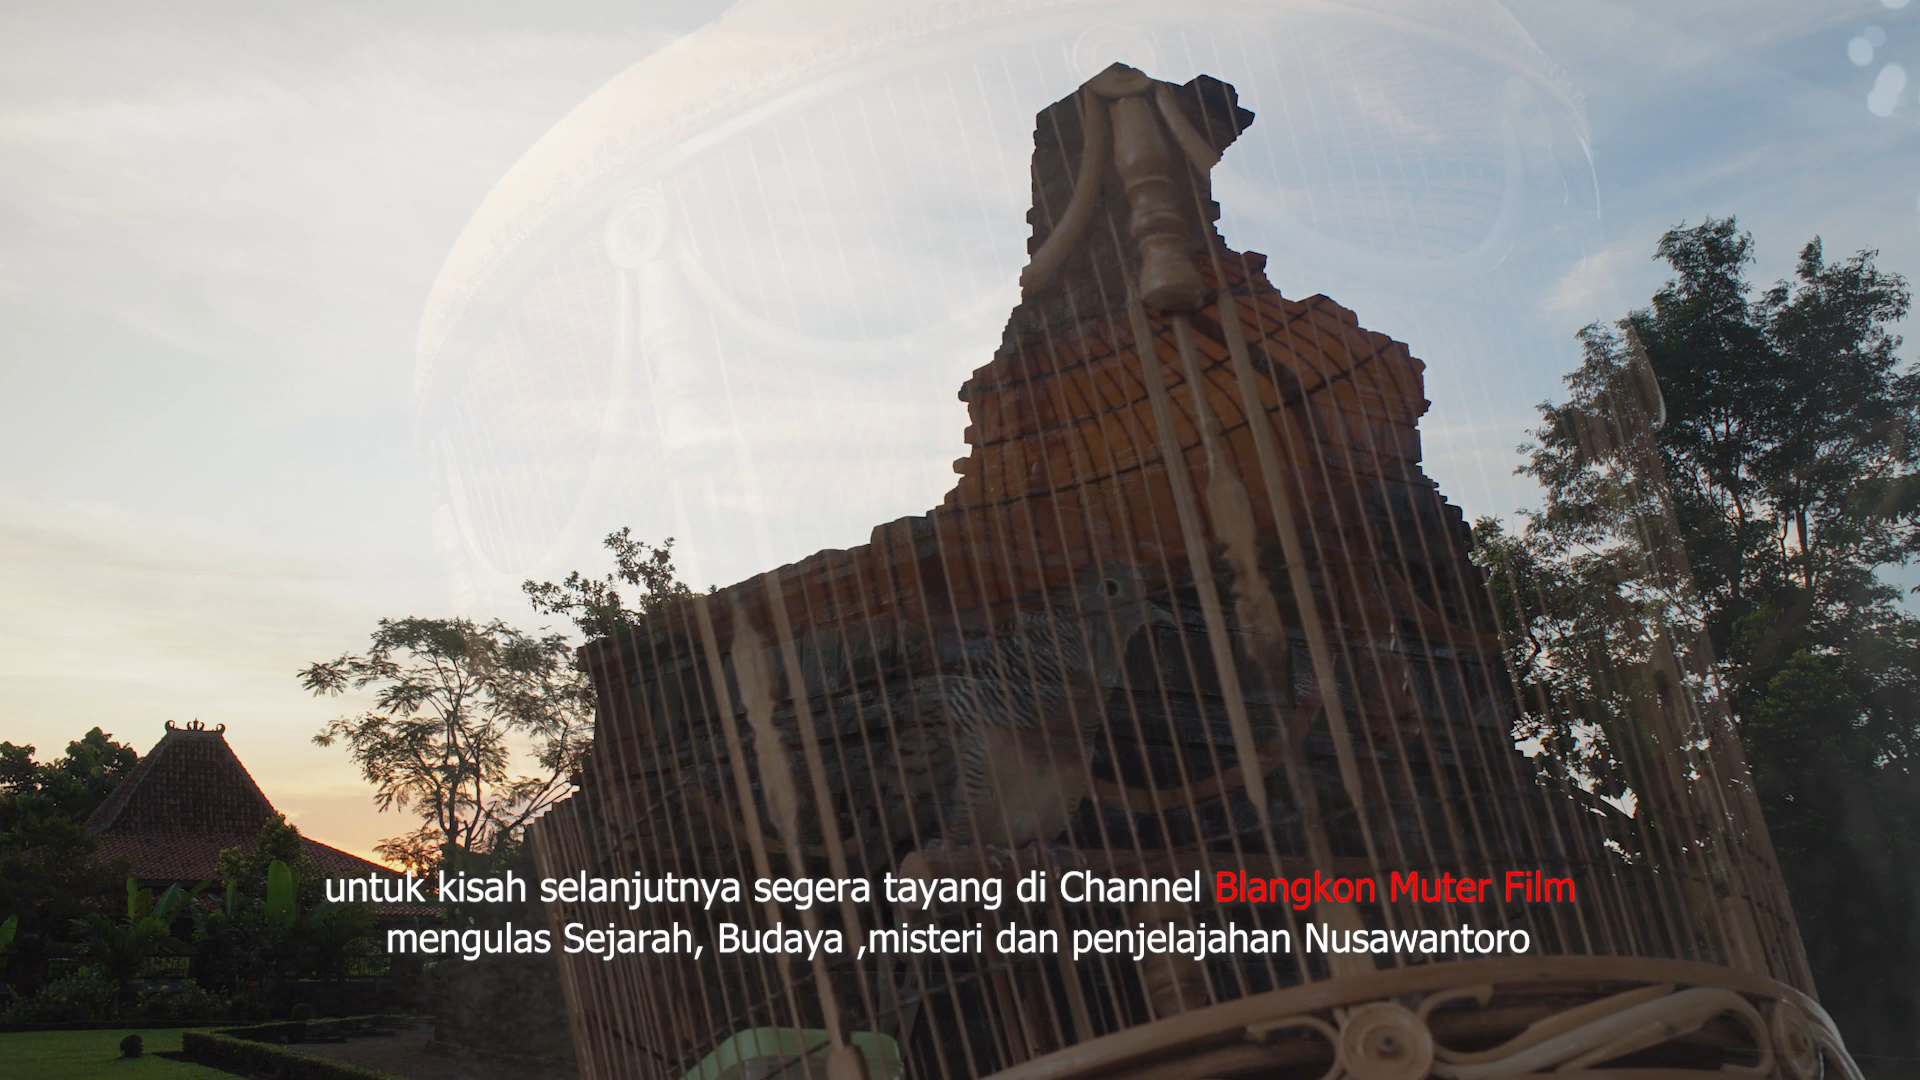 untuk kisah selanjutnya segera tayang di Channel Blangkon Muter Film
mengulas Sejarah, Budaya ,misteri dan penjelajahan Nusawantoro